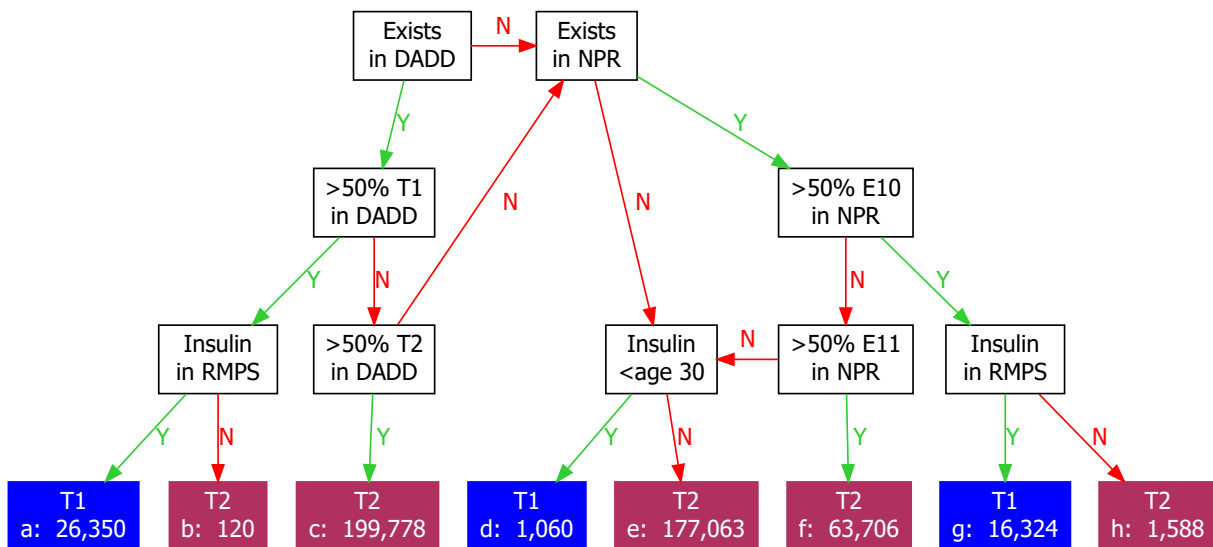 Exists
in DADD
N
Exists
in NPR
Y
Y
>50% T1
in DADD
N
N
>50% E10
in NPR
Y
N
N
Y
Insulin
in RMPS
>50% T2
in DADD
Insulin
<age 30
N
>50% E11
in NPR
Insulin
in RMPS
Y
N
Y
Y
N
Y
Y
N
T1
a: 26,350
T2
b: 120
T2
c: 199,778
T1
d: 1,060
T2
e: 177,063
T2
f: 63,706
T1
g: 16,324
T2
h: 1,588